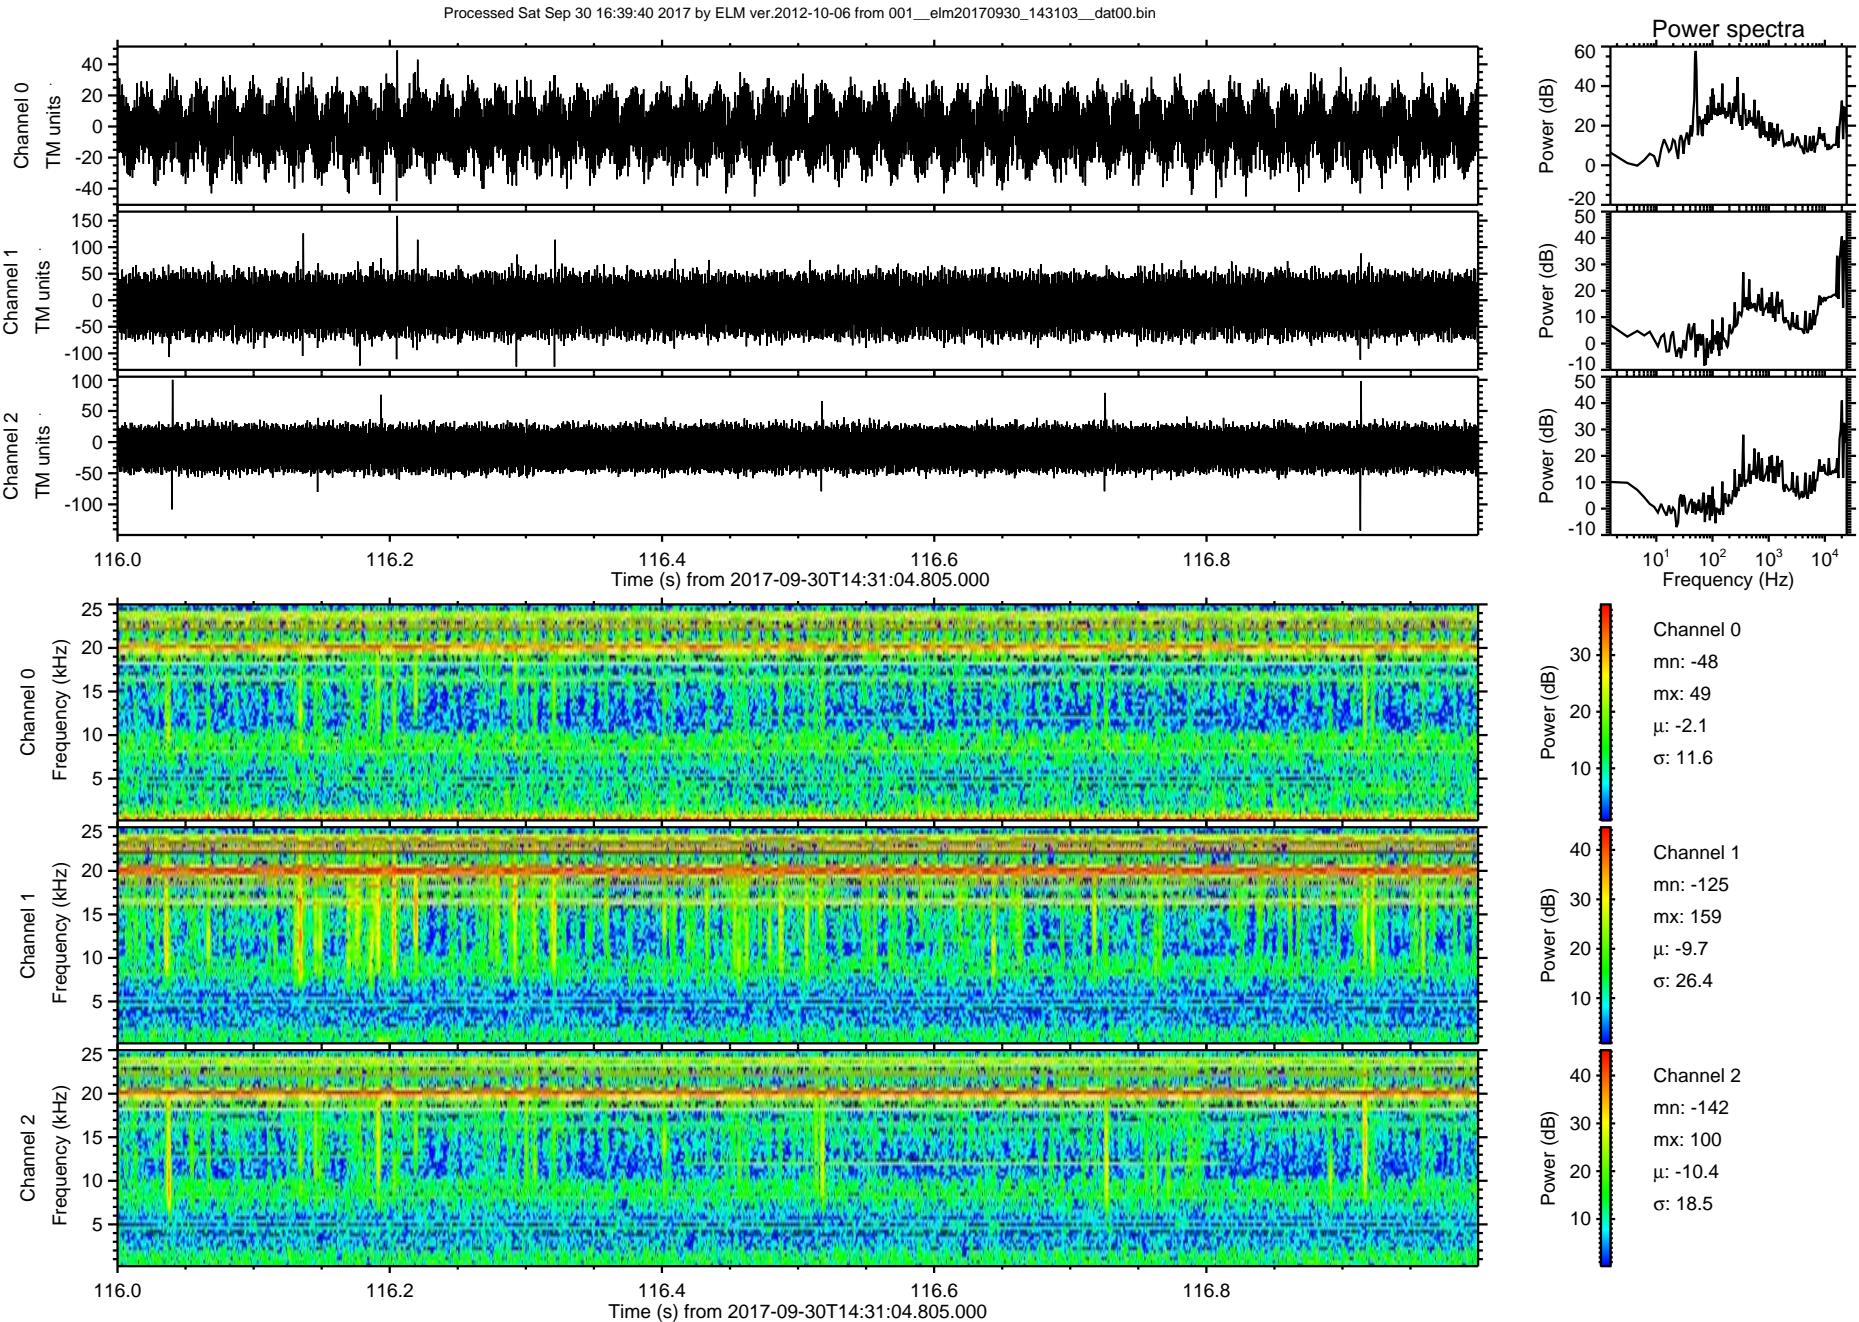 Processed Sat Sep 30 16:39:40 2017 by ELM ver.2012-10-06 from 001__elm20170930_143103__dat00.bin
Power spectra
Channel 0
TM units
40
20
0
-20
-40
Power (dB)
60
40
20
0
-20
Channel 1
TM units
150
100
50
0
-50
-100
Power (dB)
50
40
30
20
10
0
-10
Channel 2
TM units
100
50
0
-50
-100
Power (dB)
50
40
30
20
10
0
-10
116.0 116.2 116.4 116.6 116.8
Time (s) from 2017-09-30T14:31:04.805.000
10^1 10^2 10^3 10^4
Frequency (Hz)
Channel 0
Frequency (kHz)
25
20
15
10
5
Power (dB)
30
20
10
Channel 0
mn: -48
mx: 49
μ: -2.1
σ: 11.6
Channel 1
Frequency (kHz)
25
20
15
10
5
Power (dB)
40
30
20
10
Channel 1
mn: -125
mx: 159
μ: -9.7
σ: 26.4
Channel 2
Frequency (kHz)
25
20
15
10
5
Power (dB)
40
30
20
10
Channel 2
mn: -142
mx: 100
μ: -10.4
σ: 18.5
116.0 116.2 116.4 116.6 116.8
Time (s) from 2017-09-30T14:31:04.805.000